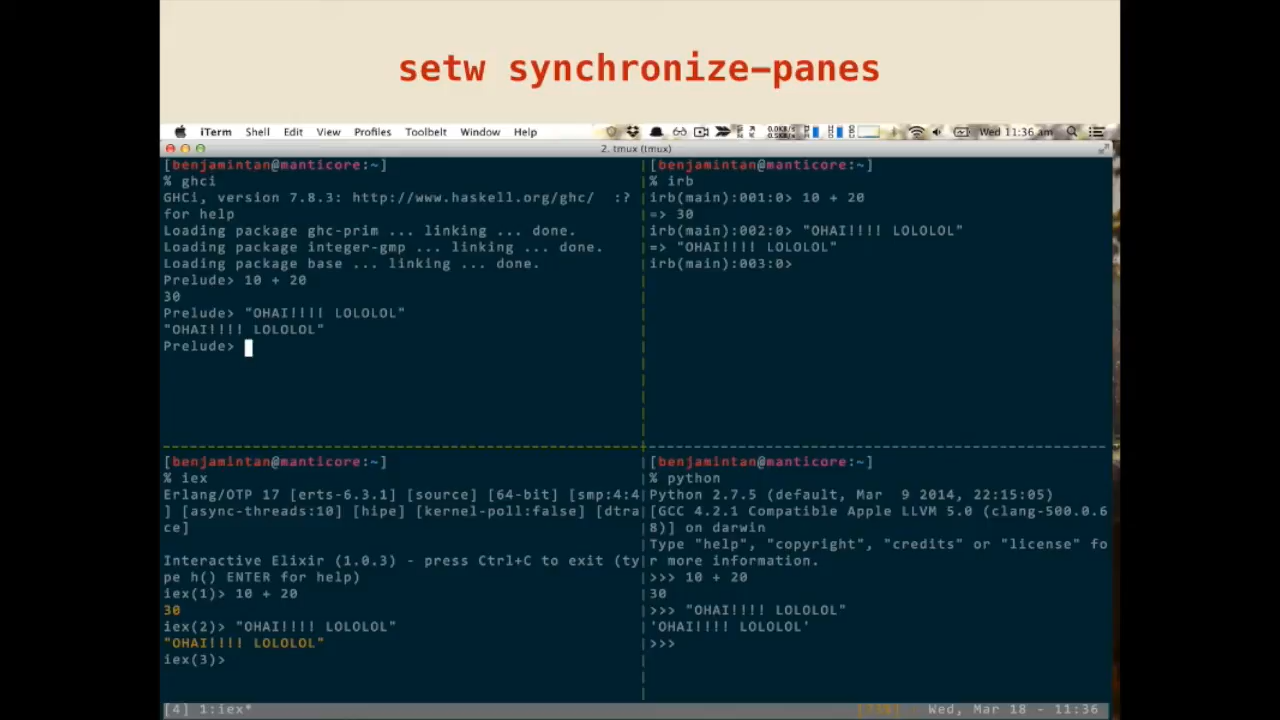 setw synchronize-panes
iTerm Shell Edit View Profiles Toolbelt Window Help Wed 11:36 am
2. tmux (tmux)
[benjamintan@manticore:~]
% ghci
GHCi, version 7.8.3: http://www.haskell.org/ghc/  :?
for help
Loading package ghc-prim ... linking ... done.
Loading package integer-gmp ... linking ... done.
Loading package base ... linking ... done.
Prelude> 10 + 20
30
Prelude> "OHAI!!!! LOLOLOL"
"OHAI!!!! LOLOLOL"
Prelude>
[benjamintan@manticore:~]
% irb
irb(main):001:0> 10 + 20
=> 30
irb(main):002:0> "OHAI!!!! LOLOLOL"
=> "OHAI!!!! LOLOLOL"
irb(main):003:0>
[benjamintan@manticore:~]
% iex
Erlang/OTP 17 [erts-6.3.1] [source] [64-bit] [smp:4:4
] [async-threads:10] [hipe] [kernel-poll:false] [dtra
ce]
Interactive Elixir (1.0.3) - press Ctrl+C to exit (ty
pe h() ENTER for help)
iex(1)> 10 + 20
30
iex(2)> "OHAI!!!! LOLOLOL"
"OHAI!!!! LOLOLOL"
iex(3)>
[benjamintan@manticore:~]
% python
Python 2.7.5 (default, Mar  9 2014, 22:15:05)
[GCC 4.2.1 Compatible Apple LLVM 5.0 (clang-500.0.6
8)] on darwin
Type "help", "copyright", "credits" or "license" fo
r more information.
>>> 10 + 20
30
>>> "OHAI!!!! LOLOLOL"
'OHAI!!!! LOLOLOL'
>>>
[4] 1:iex* Wed, Mar 18 - 11:36